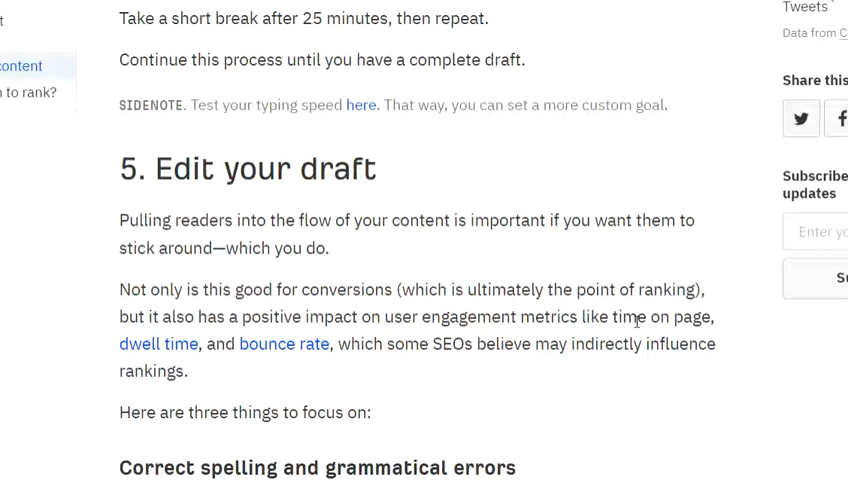 t
content
n to rank?
Take a short break after 25 minutes, then repeat.
Continue this process until you have a complete draft.
SIDENOTE. Test your typing speed here. That way, you can set a more custom goal.
5. Edit your draft
Pulling readers into the flow of your content is important if you want them to
stick around—which you do.
Not only is this good for conversions (which is ultimately the point of ranking),
but it also has a positive impact on user engagement metrics like time on page,
dwell time, and bounce rate, which some SEOs believe may indirectly influence
rankings.
Here are three things to focus on:
Correct spelling and grammatical errors
Tweets
Data from C
Share this
Subscribe
updates
Enter yo
Su